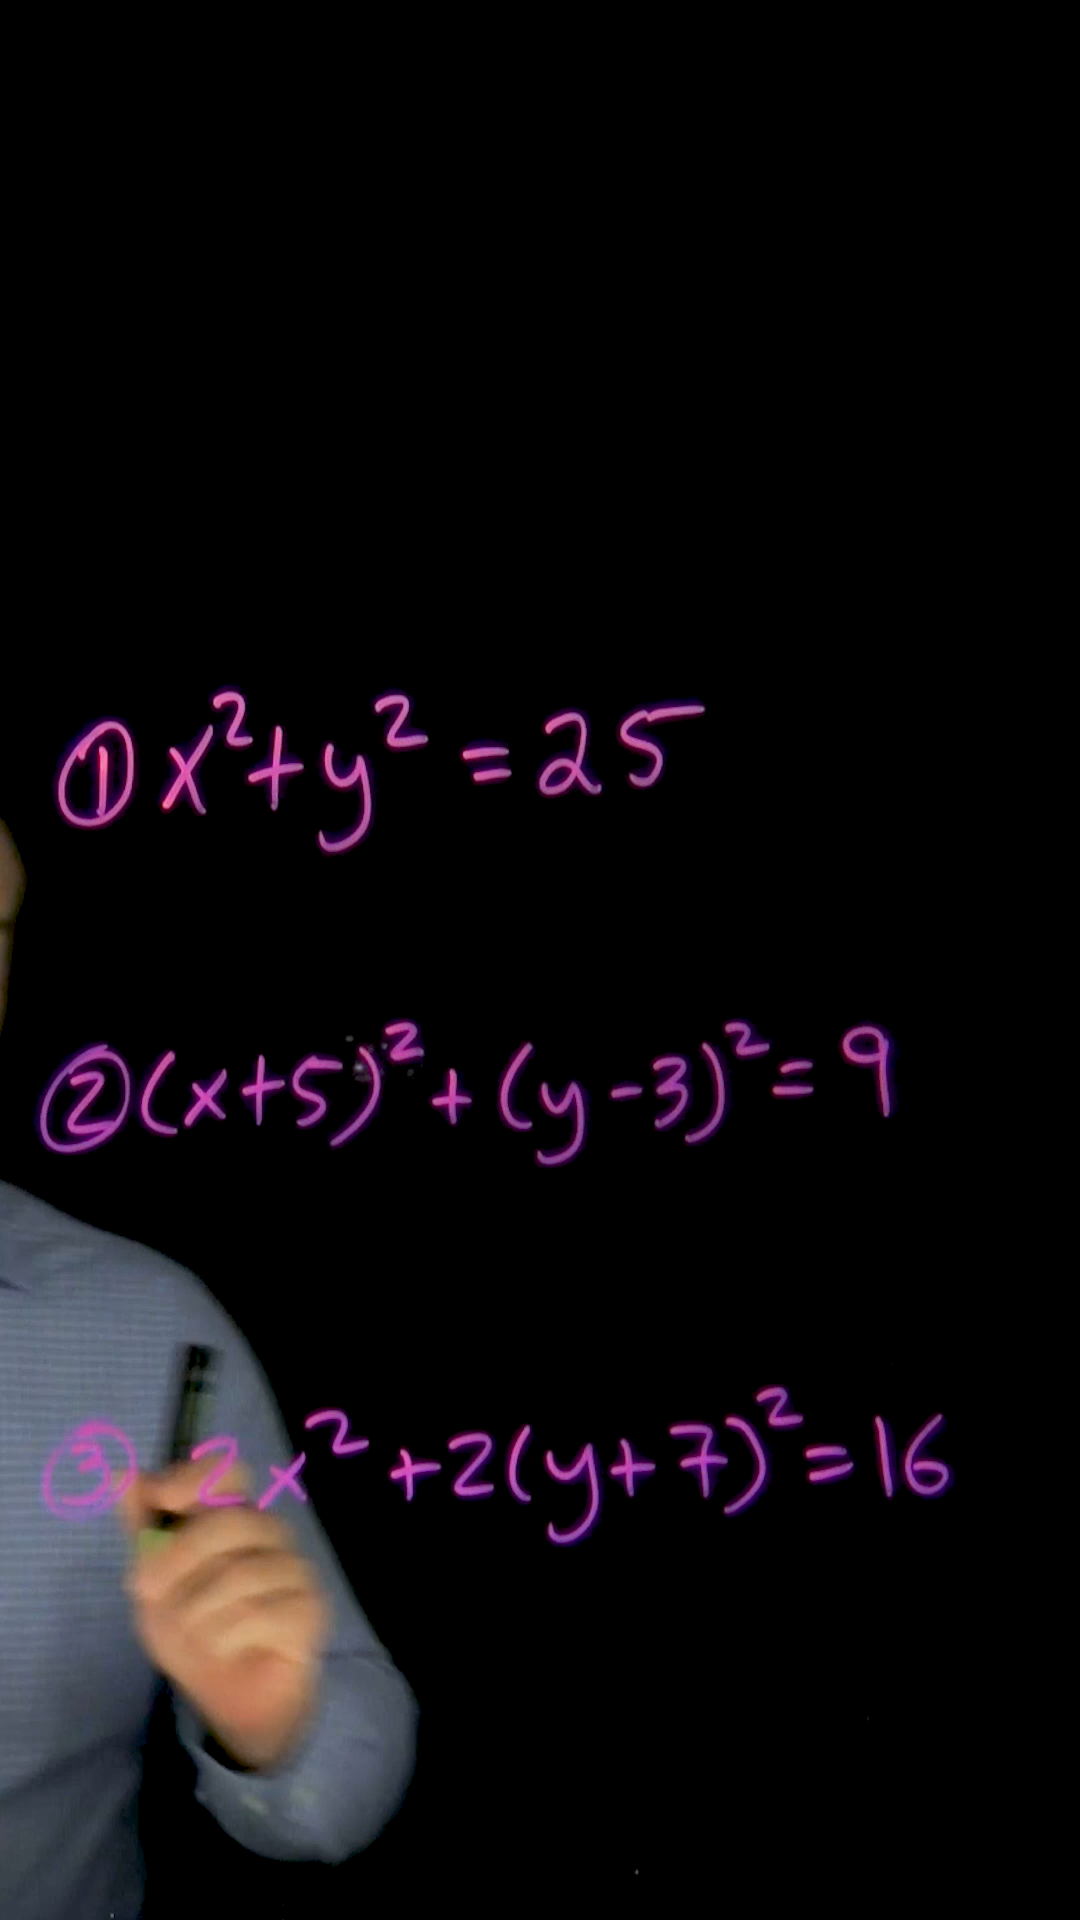 ① x² + y² = 25
② (x+5)² + (y-3)² = 9
③ 2x² + 2(y+7)² = 16